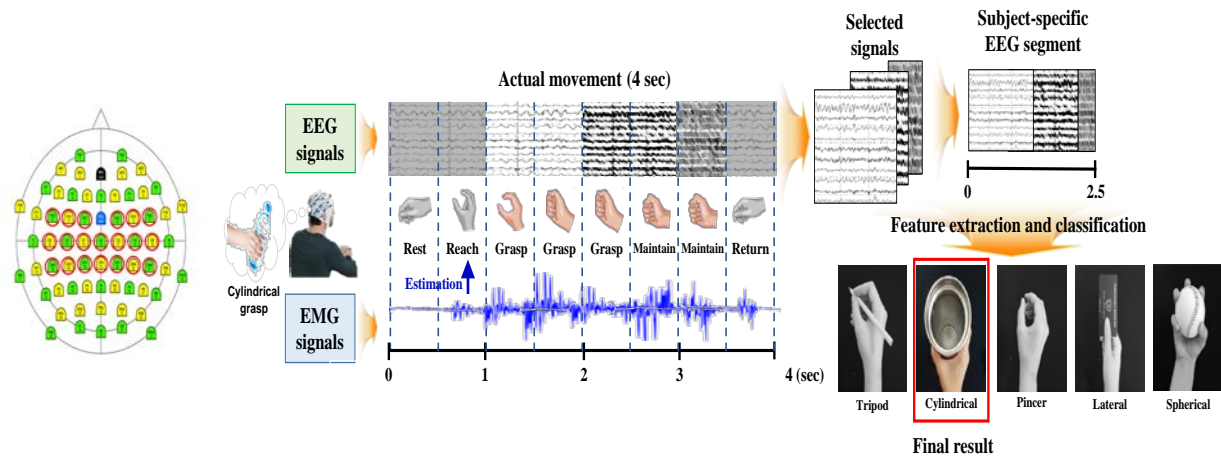 Selected
signals
Subject-specific
EEG segment
Actual movement (4 sec)
EEG
signals
0
2.5
Feature extraction and classification
Rest
Reach
Grasp
Grasp
Grasp
Maintain
Maintain
Return
Estimation
Cylindrical
grasp
EMG
signals
0
1
2
3
4 (sec)
Tripod
Cylindrical
Pincer
Lateral
Spherical
Final result